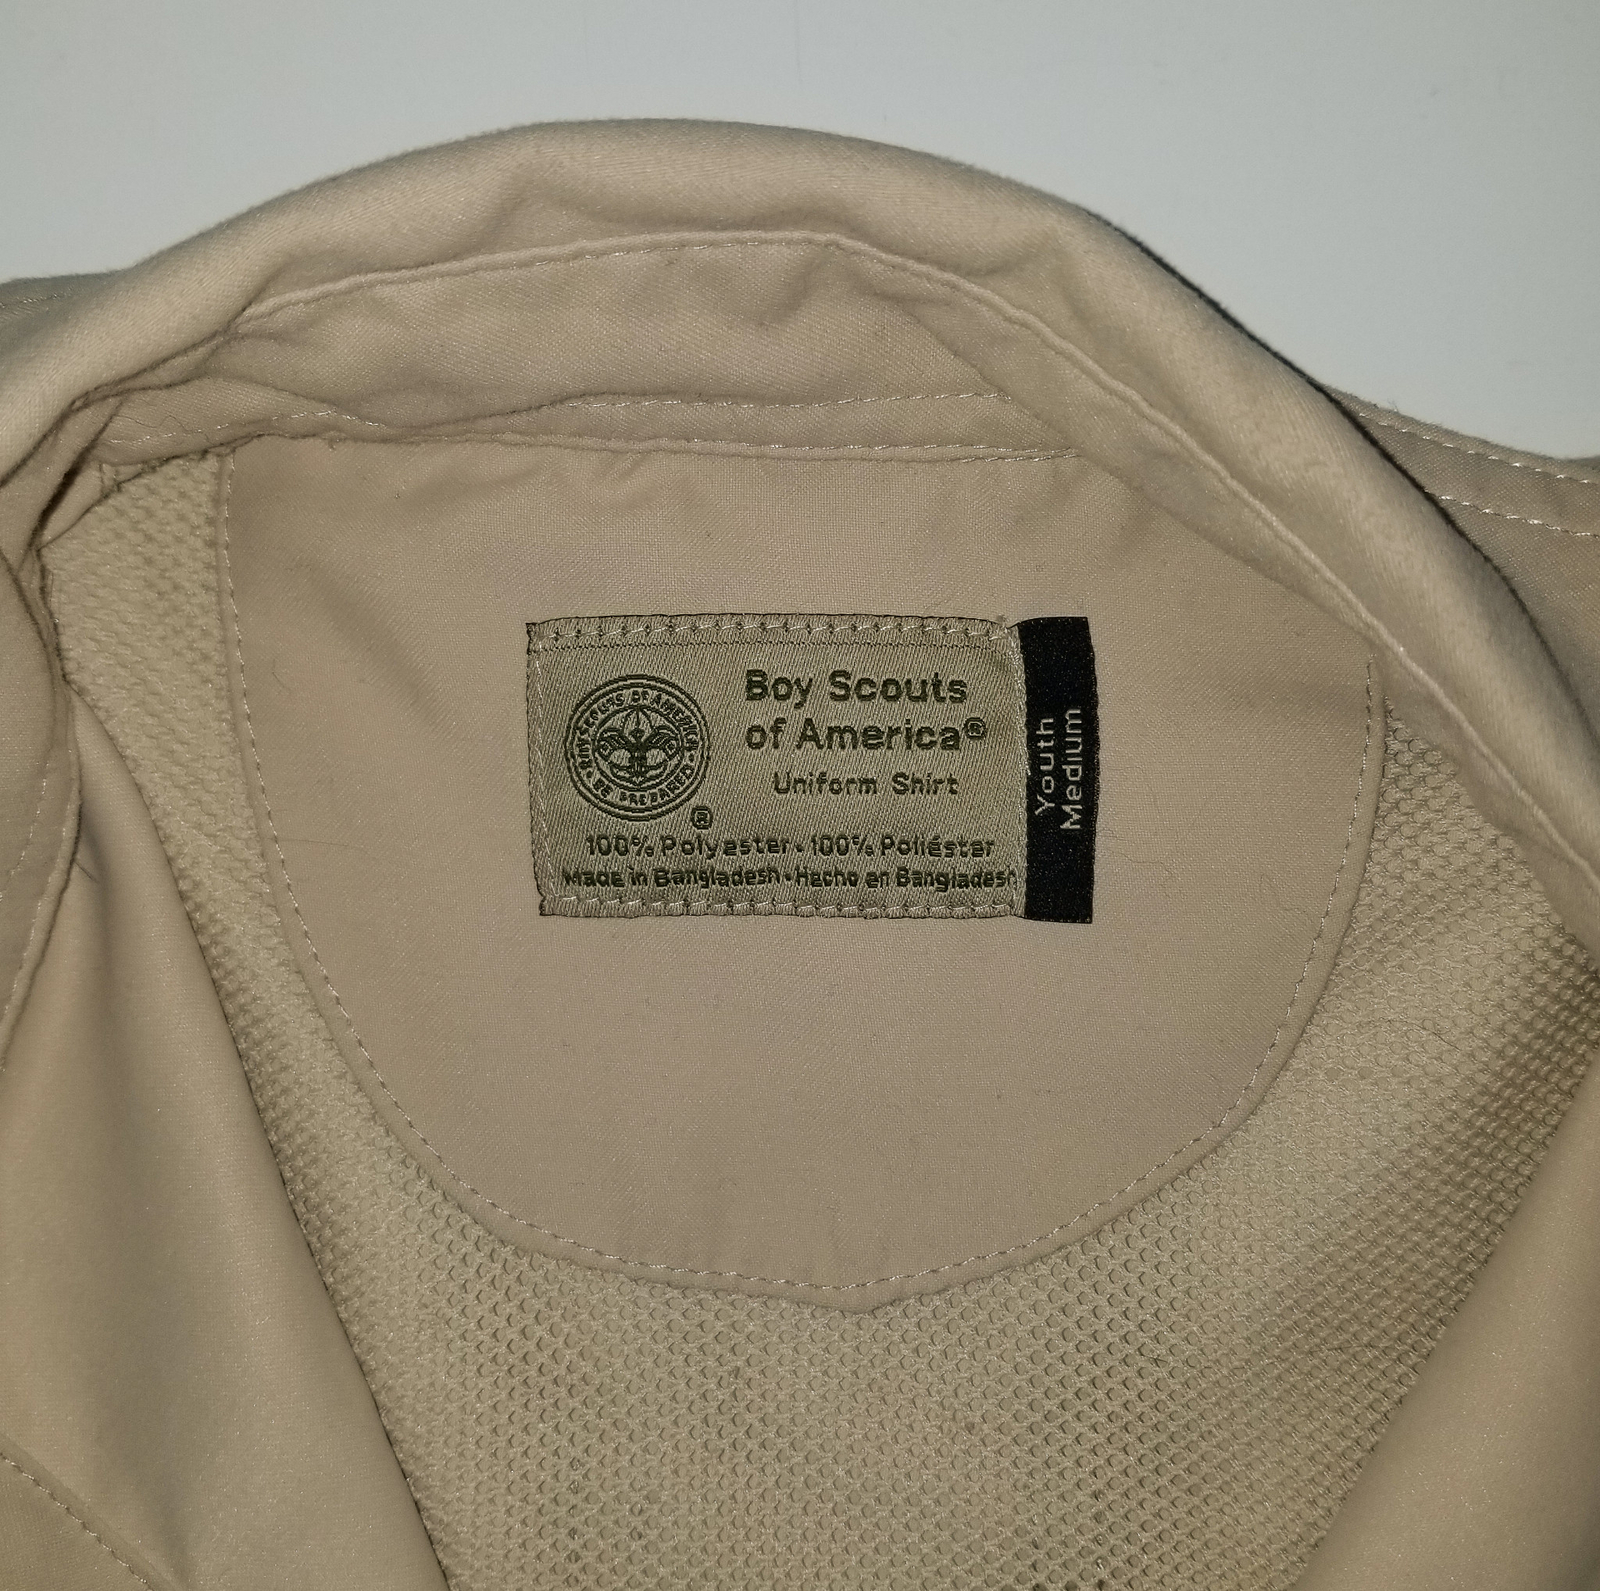 Boy Scouts
of America®
Uniform Shirt
BOY SCOUTS OF AMERICA
BE PREPARED
®
100% Polyester • 100% Poliéster
Made in Bangladesh • Hecho en Bangladesh
Youth
Medium